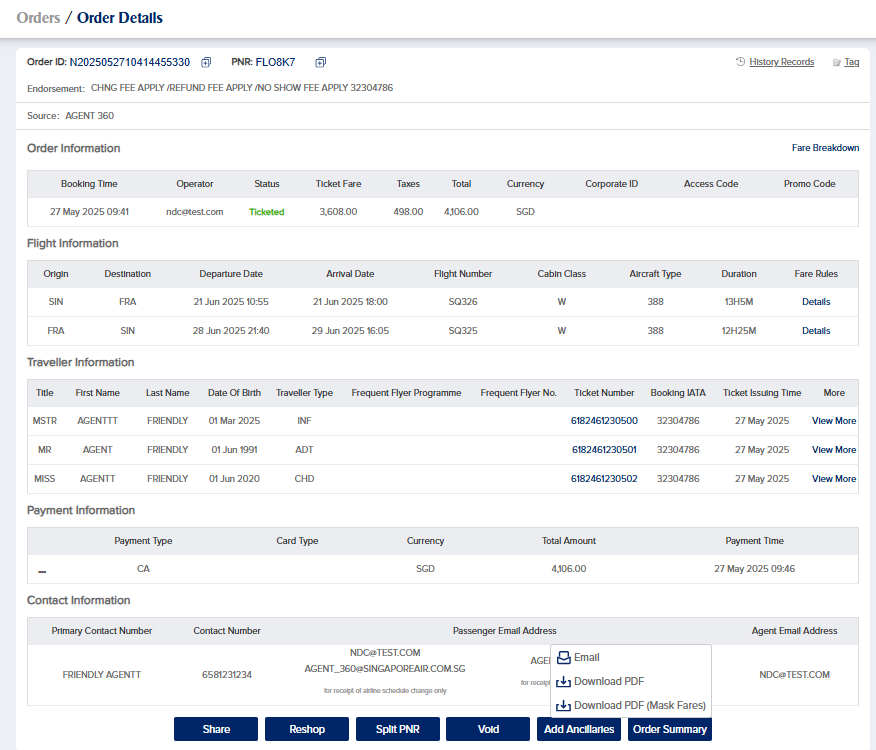 Orders / Order Details
Order ID: N2025052710414455330 PNR: FLO8K7 History Records Tag
Endorsement: CHNG FEE APPLY /REFUND FEE APPLY /NO SHOW FEE APPLY 32304786
Source: AGENT 360
Order Information Fare Breakdown
Booking Time Operator Status Ticket Fare Taxes Total Currency Corporate ID Access Code Promo Code
27 May 2025 09:41 ndc@test.com Ticketed 3,608.00 498.00 4,106.00 SGD
Flight Information
Origin Destination Departure Date Arrival Date Flight Number Cabin Class Aircraft Type Duration Fare Rules
SIN FRA 21 Jun 2025 10:55 21 Jun 2025 18:00 SQ326 W 388 13H5M Details
FRA SIN 28 Jun 2025 21:40 29 Jun 2025 16:05 SQ325 W 388 12H25M Details
Traveller Information
Title First Name Last Name Date Of Birth Traveller Type Frequent Flyer Programme Frequent Flyer No. Ticket Number Booking IATA Ticket Issuing Time More
MSTR AGENTTT FRIENDLY 01 Mar 2025 INF 6182461230500 32304786 27 May 2025 View More
MR AGENT FRIENDLY 01 Jun 1991 ADT 6182461230501 32304786 27 May 2025 View More
MISS AGENTT FRIENDLY 01 Jun 2020 CHD 6182461230502 32304786 27 May 2025 View More
Payment Information
Payment Type Card Type Currency Total Amount Payment Time
CA SGD 4,106.00 27 May 2025 09:46
Contact Information
Primary Contact Number Contact Number Passenger Email Address Agent Email Address
NDC@TEST.COM
FRIENDLY AGENTT 6581231234 AGENT_360@SINGAPOREAIR.COM.SG NDC@TEST.COM
for receipt of airline schedule change only
Email
Download PDF
Download PDF (Mask Fares)
Share Reshop Split PNR Void Add Ancillaries Order Summary